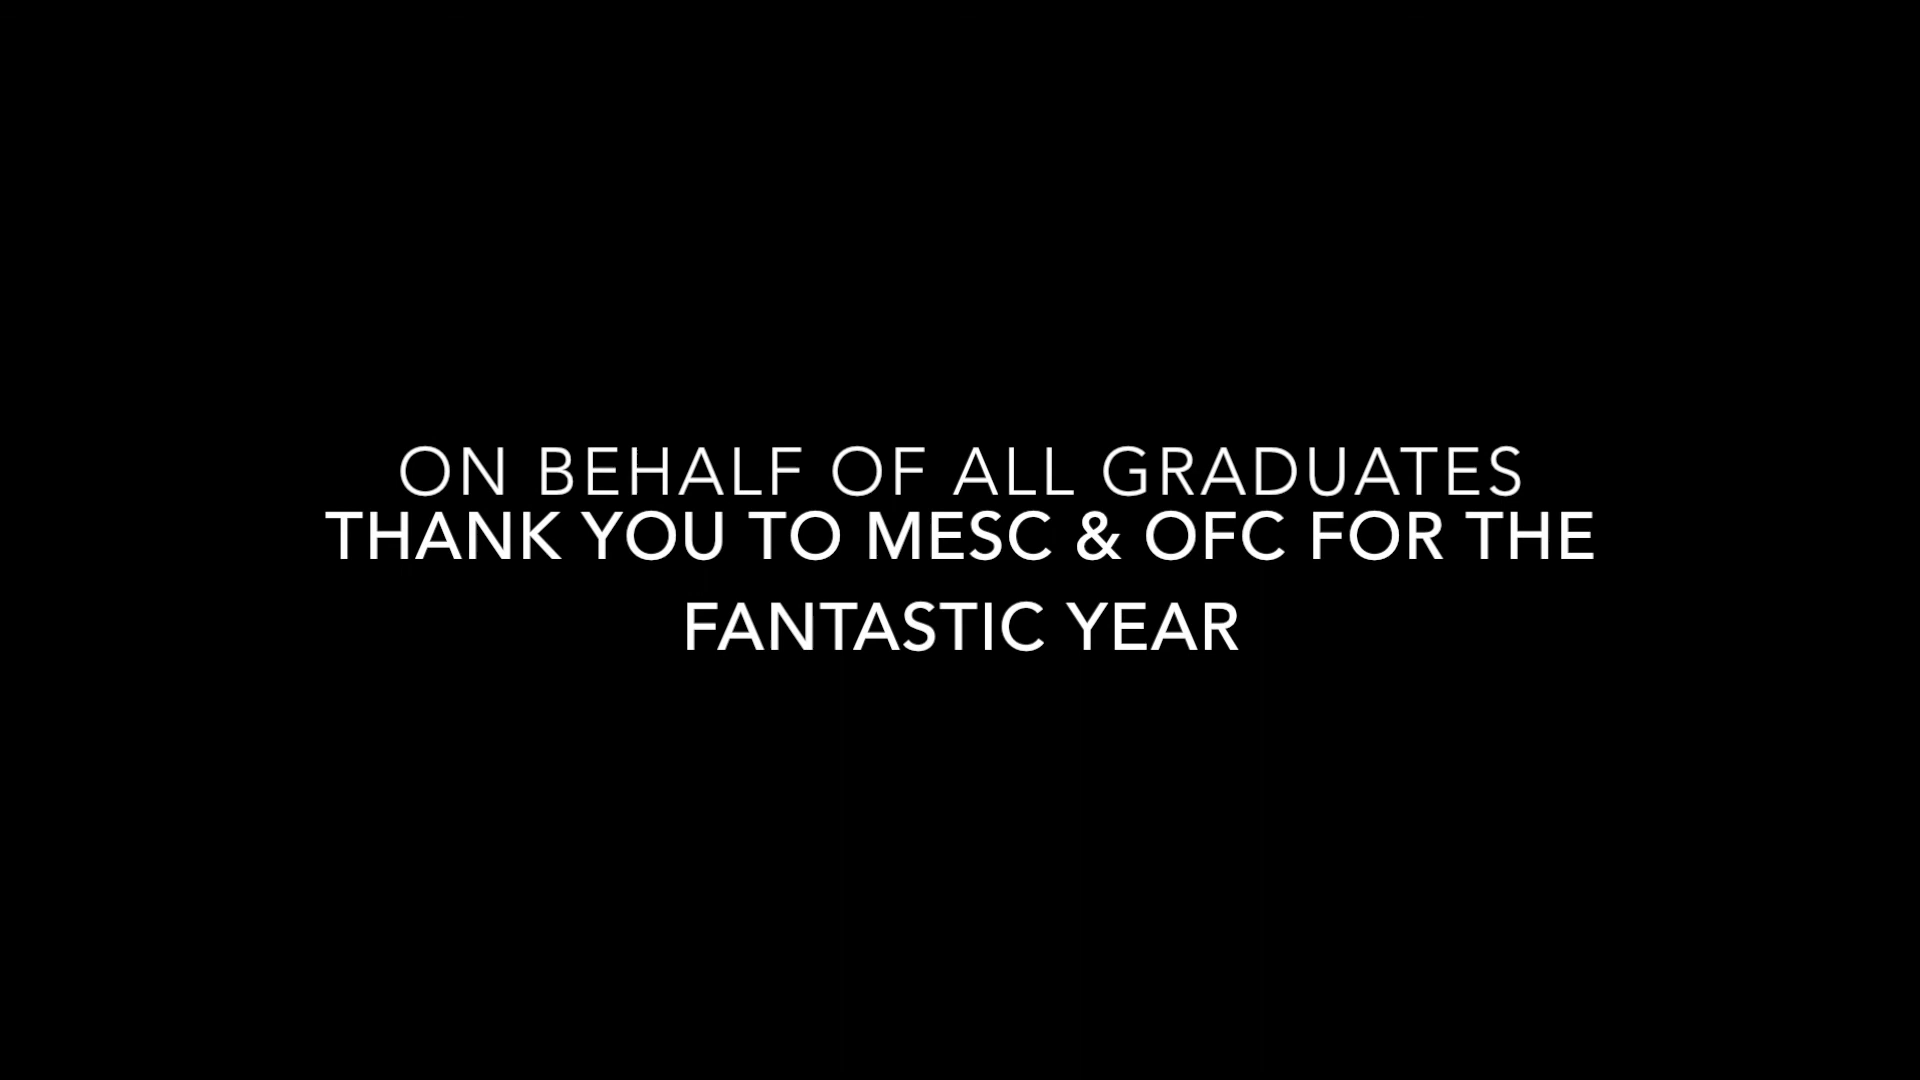 ON BEHALF OF ALL GRADUATES
THANK YOU TO MESC & OFC FOR THE
FANTASTIC YEAR